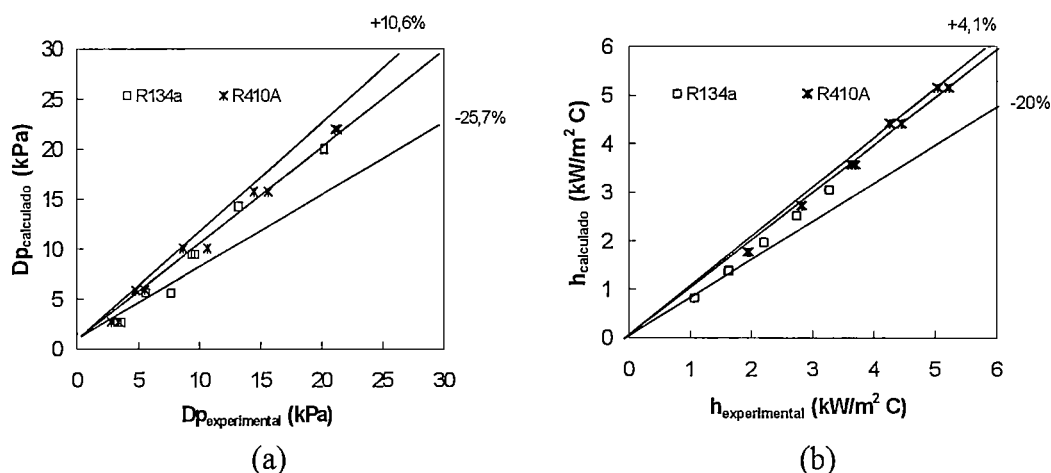 +10,6%
30
25
20
15
10
5
0
Dpcalculado (kPa)
R134a
R410A
-25,7%
0 5 10 15 20 25 30
Dpexperimental (kPa)
(a)
+4,1%
6
5
4
3
2
1
0
hcalculado (kW/m² C)
R134a
R410A
-20%
0 1 2 3 4 5 6
hexperimental (kW/m² C)
(b)